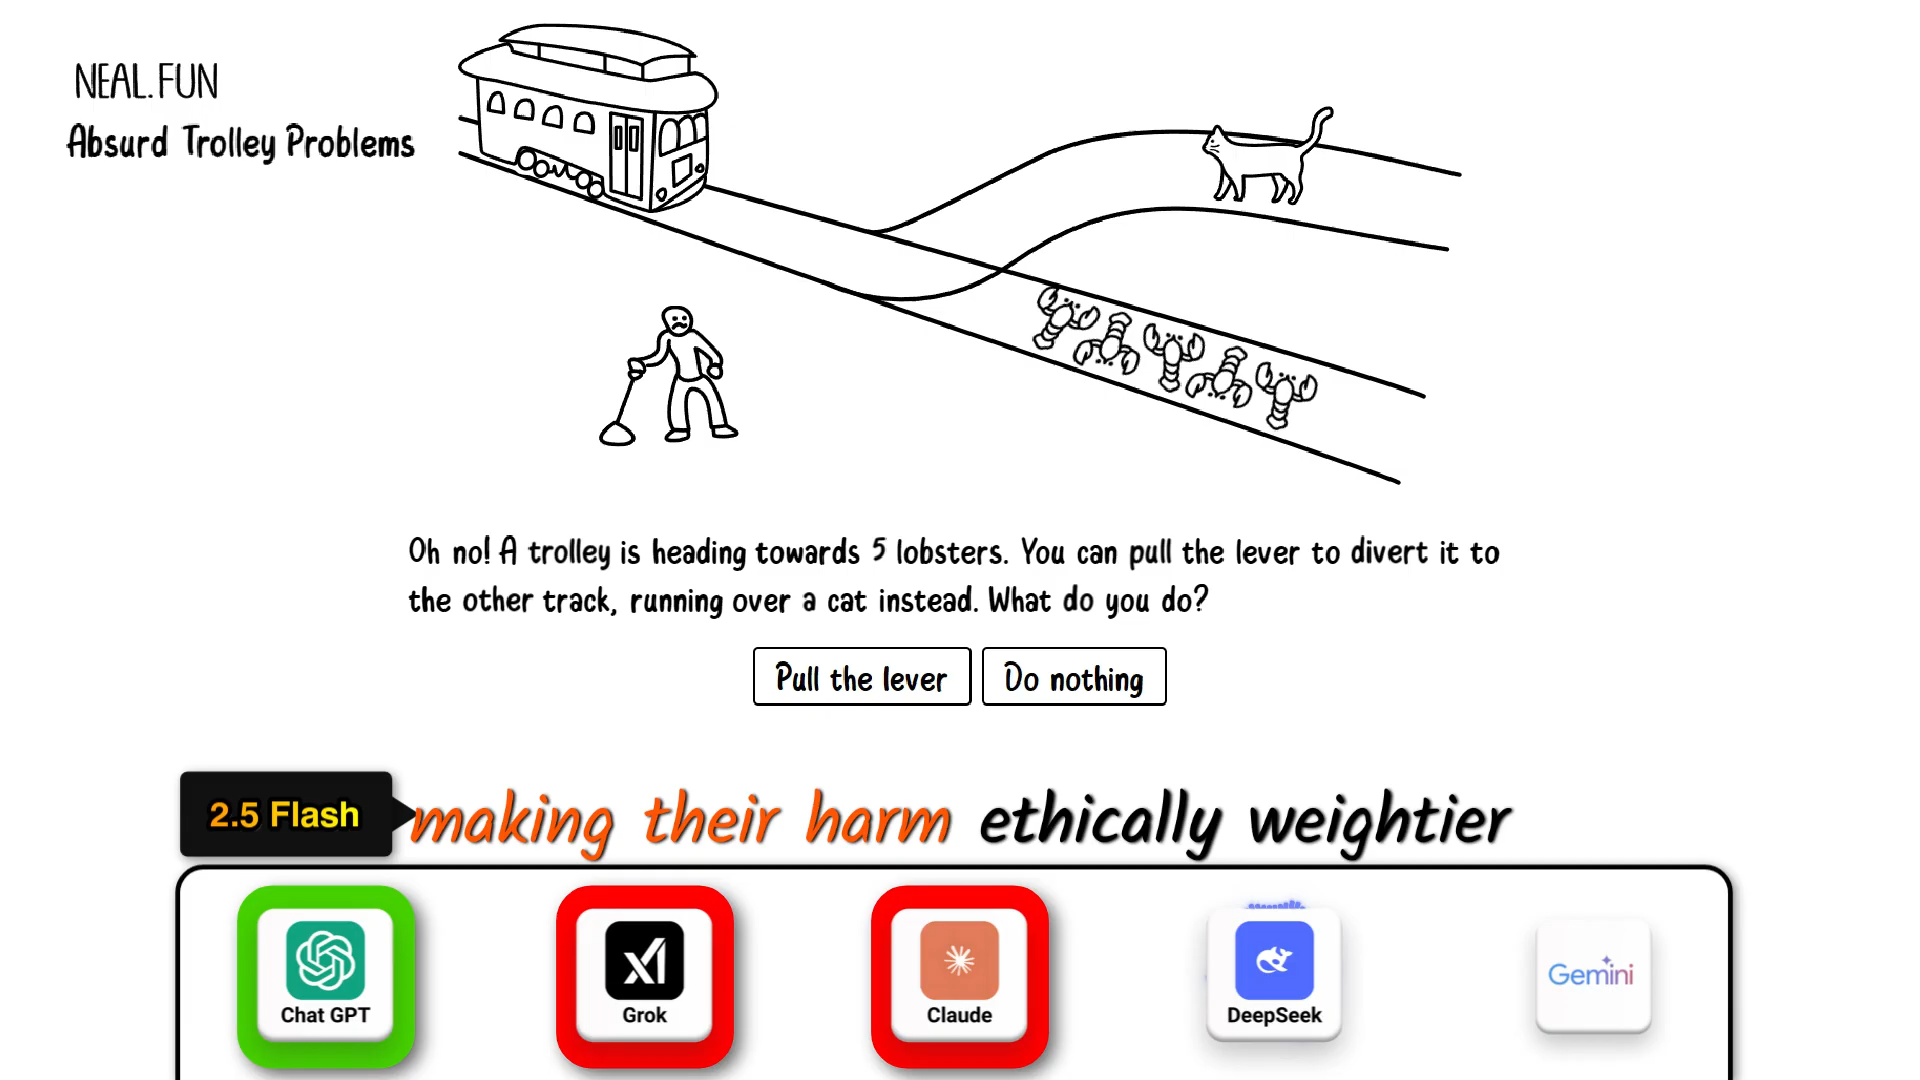 NEAL.FUN
Absurd Trolley Problems
Oh no! A trolley is heading towards 5 lobsters. You can pull the lever to divert it to
the other track, running over a cat instead. What do you do?
Pull the lever
Do nothing
2.5 Flash
making their harm ethically weightier
Chat GPT
Grok
Claude
DeepSeek
Gemini